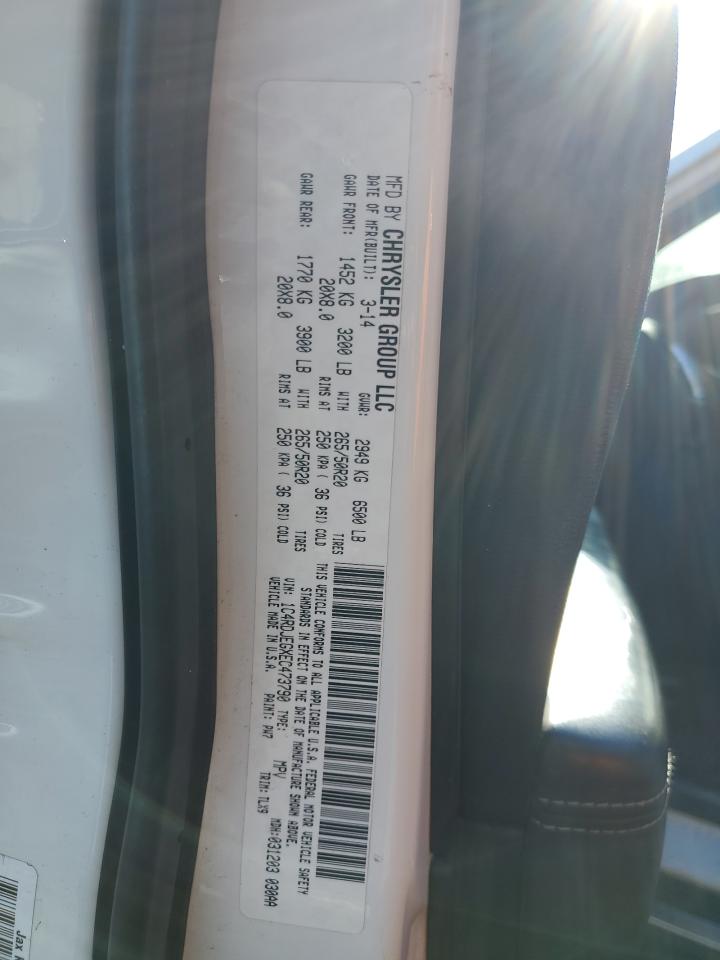 MFD BY CHRYSLER GROUP LLC
DATE OF MFR(BUILT): 3-14 GVWR: 2949 KG 6500 LB
GAWR FRONT: 1452 KG 3200 LB WITH 265/50R20 TIRES
20X8.0 RIMS AT 250 KPA ( 36 PSI) COLD
GAWR REAR: 1770 KG 3900 LB WITH 265/50R20 TIRES
20X8.0 RIMS AT 250 KPA ( 36 PSI) COLD
THIS VEHICLE CONFORMS TO ALL APPLICABLE U.S.A. FEDERAL MOTOR VEHICLE SAFETY
STANDARDS IN EFFECT ON THE DATE OF MANUFACTURE SHOWN ABOVE.
VIN: 1C4RDJEGXEC473790 TYPE: MPV MDH:031203 030AA
VEHICLE MADE IN U.S.A. PAINT: PW7 TRIM:TLX9
Jax